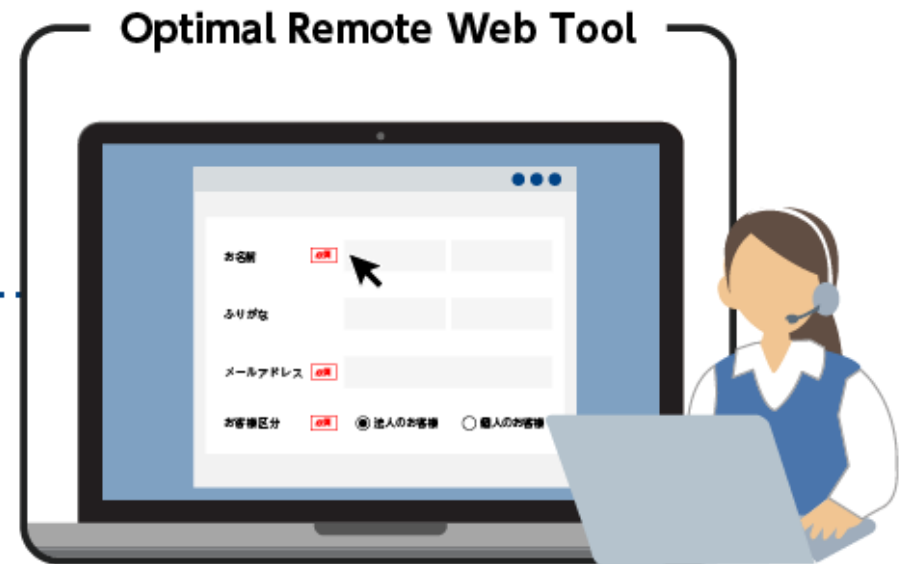 Optimal Remote Web Tool
お名前 必須
ふりがな
メールアドレス 必須
お客様区分 必須 法人のお客様 個人のお客様